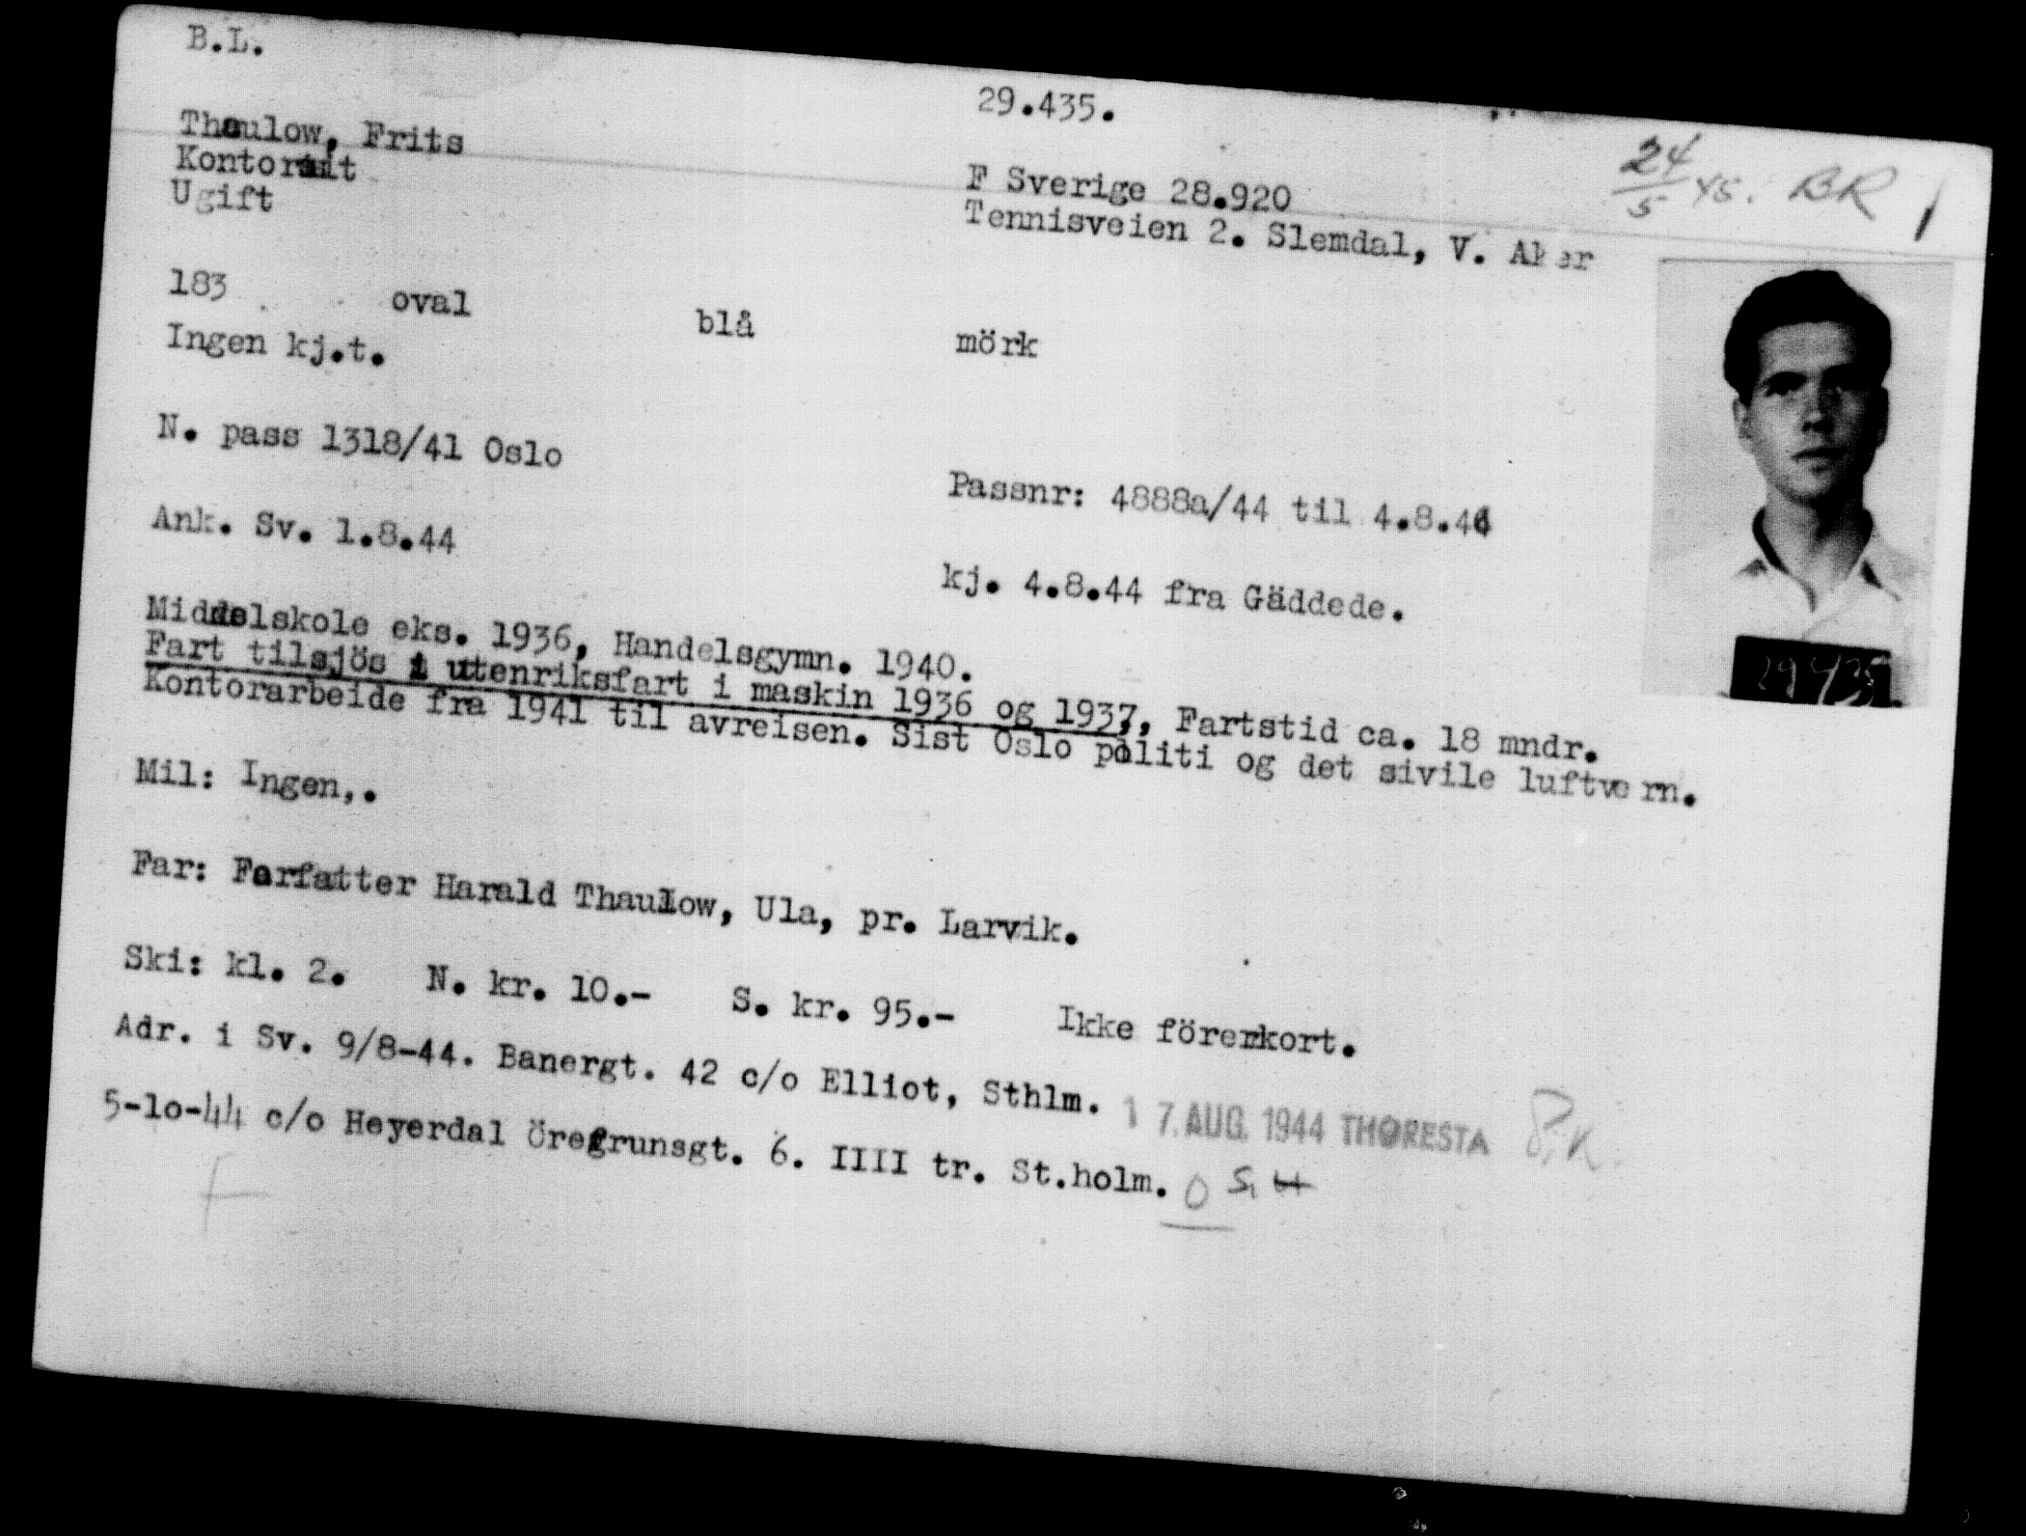 B.L.
29.435.
24/5 45. BR
Thaulow, Frits
Kontorist
F Sverige 28.920
Ugift
Tennisveien 2. Slemdal, V. Aker
183 oval blå mörk
Ingen kj.t.
N. pass 1318/41 Oslo
Passnr: 4888a/44 til 4.8.46
Ank. Sv. 1.8.44
kj. 4.8.44 fra Gäddede.
Middelskole eks. 1936, Handelsgymn. 1940.
Fart tilsjös i utenriksfart i maskin 1936 og 1937, Fartstid ca. 18 mndr.
Kontorarbeide fra 1941 til avreisen. Sist Oslo politi og det sivile luftvern.
29435
Mil: Ingen,.
Far: Forfatter Harald Thaulow, Ula, pr. Larvik.
Ski: kl. 2. N. kr. 10.- S. kr. 95.- Ikke förerkort.
Adr. i Sv. 9/8-44. Banergt. 42 c/o Elliot, Sthlm.
17. AUG. 1944 THORESTA
5-10-44 c/o Heyerdal Öregrunsgt. 6. IIII tr. St.holm.
F